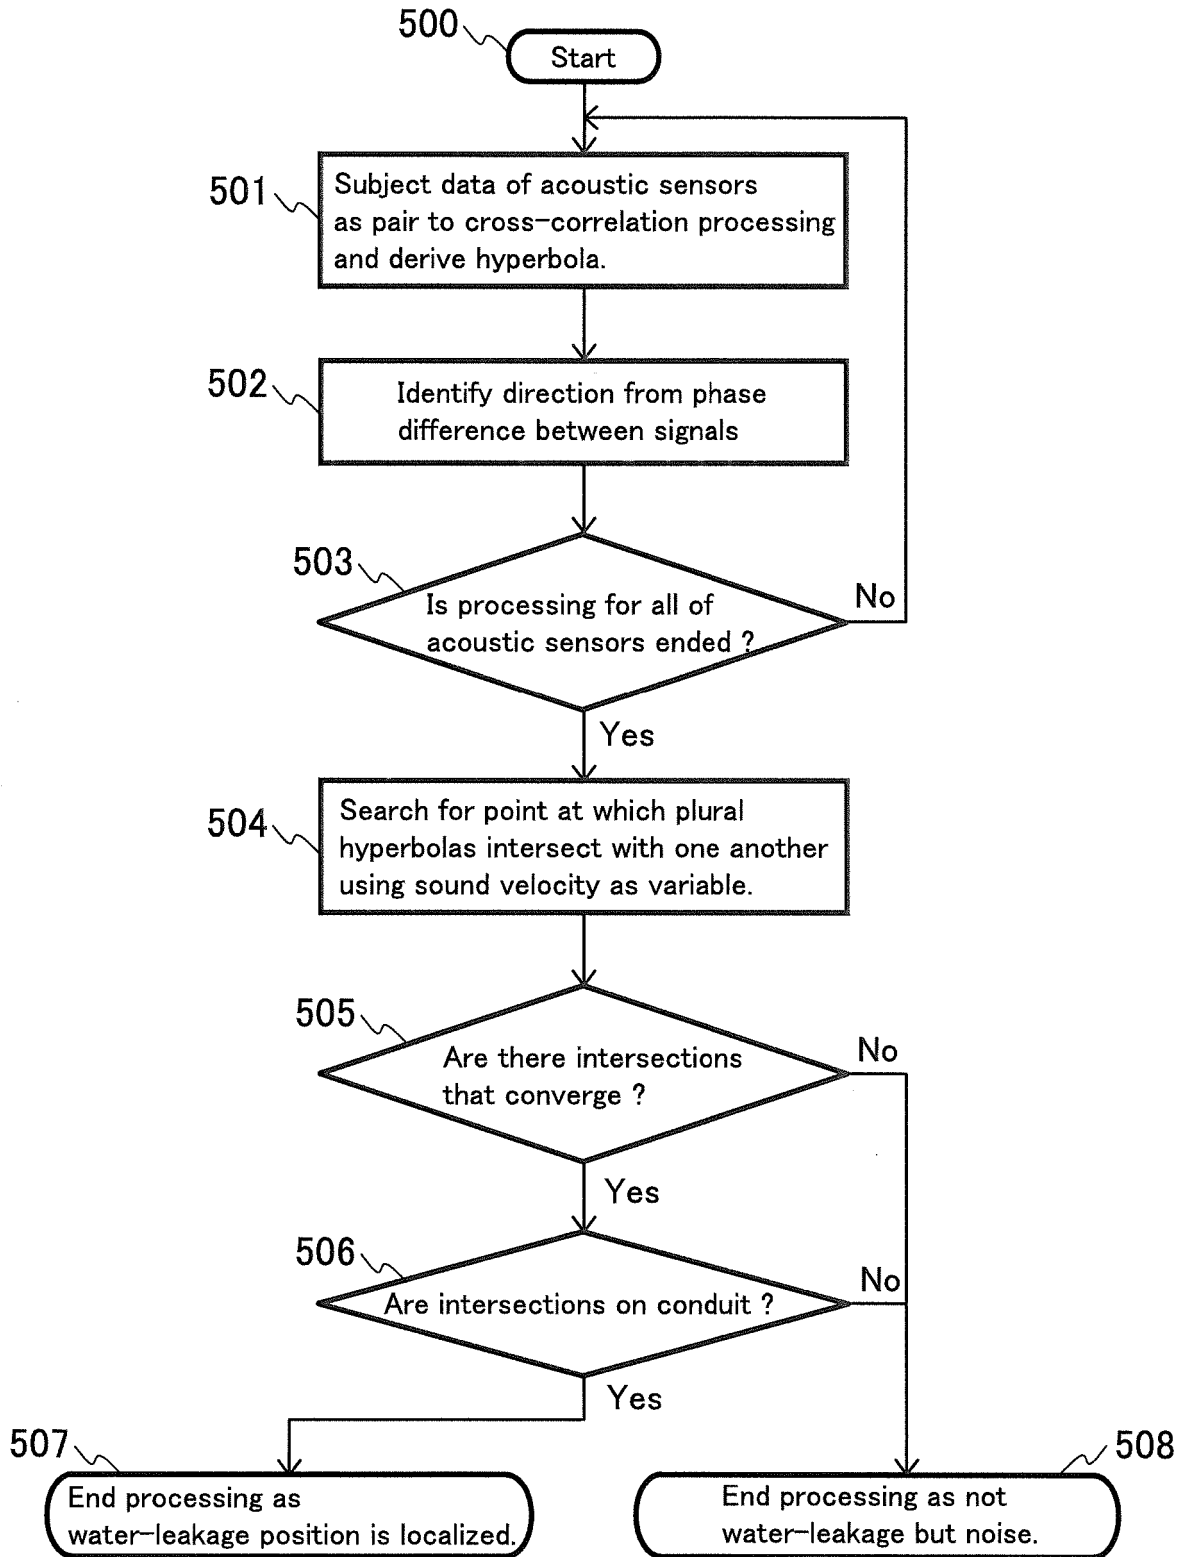 500
Start
501
Subject data of acoustic sensors
as pair to cross-correlation processing
and derive hyperbola.
502
Identify direction from phase
difference between signals
503
Is processing for all of
acoustic sensors ended ?
No
Yes
504
Search for point at which plural
hyperbolas intersect with one another
using sound velocity as variable.
505
Are there intersections
that converge ?
No
Yes
506
Are intersections on conduit ?
No
Yes
507
End processing as
water-leakage position is localized.
508
End processing as not
water-leakage but noise.